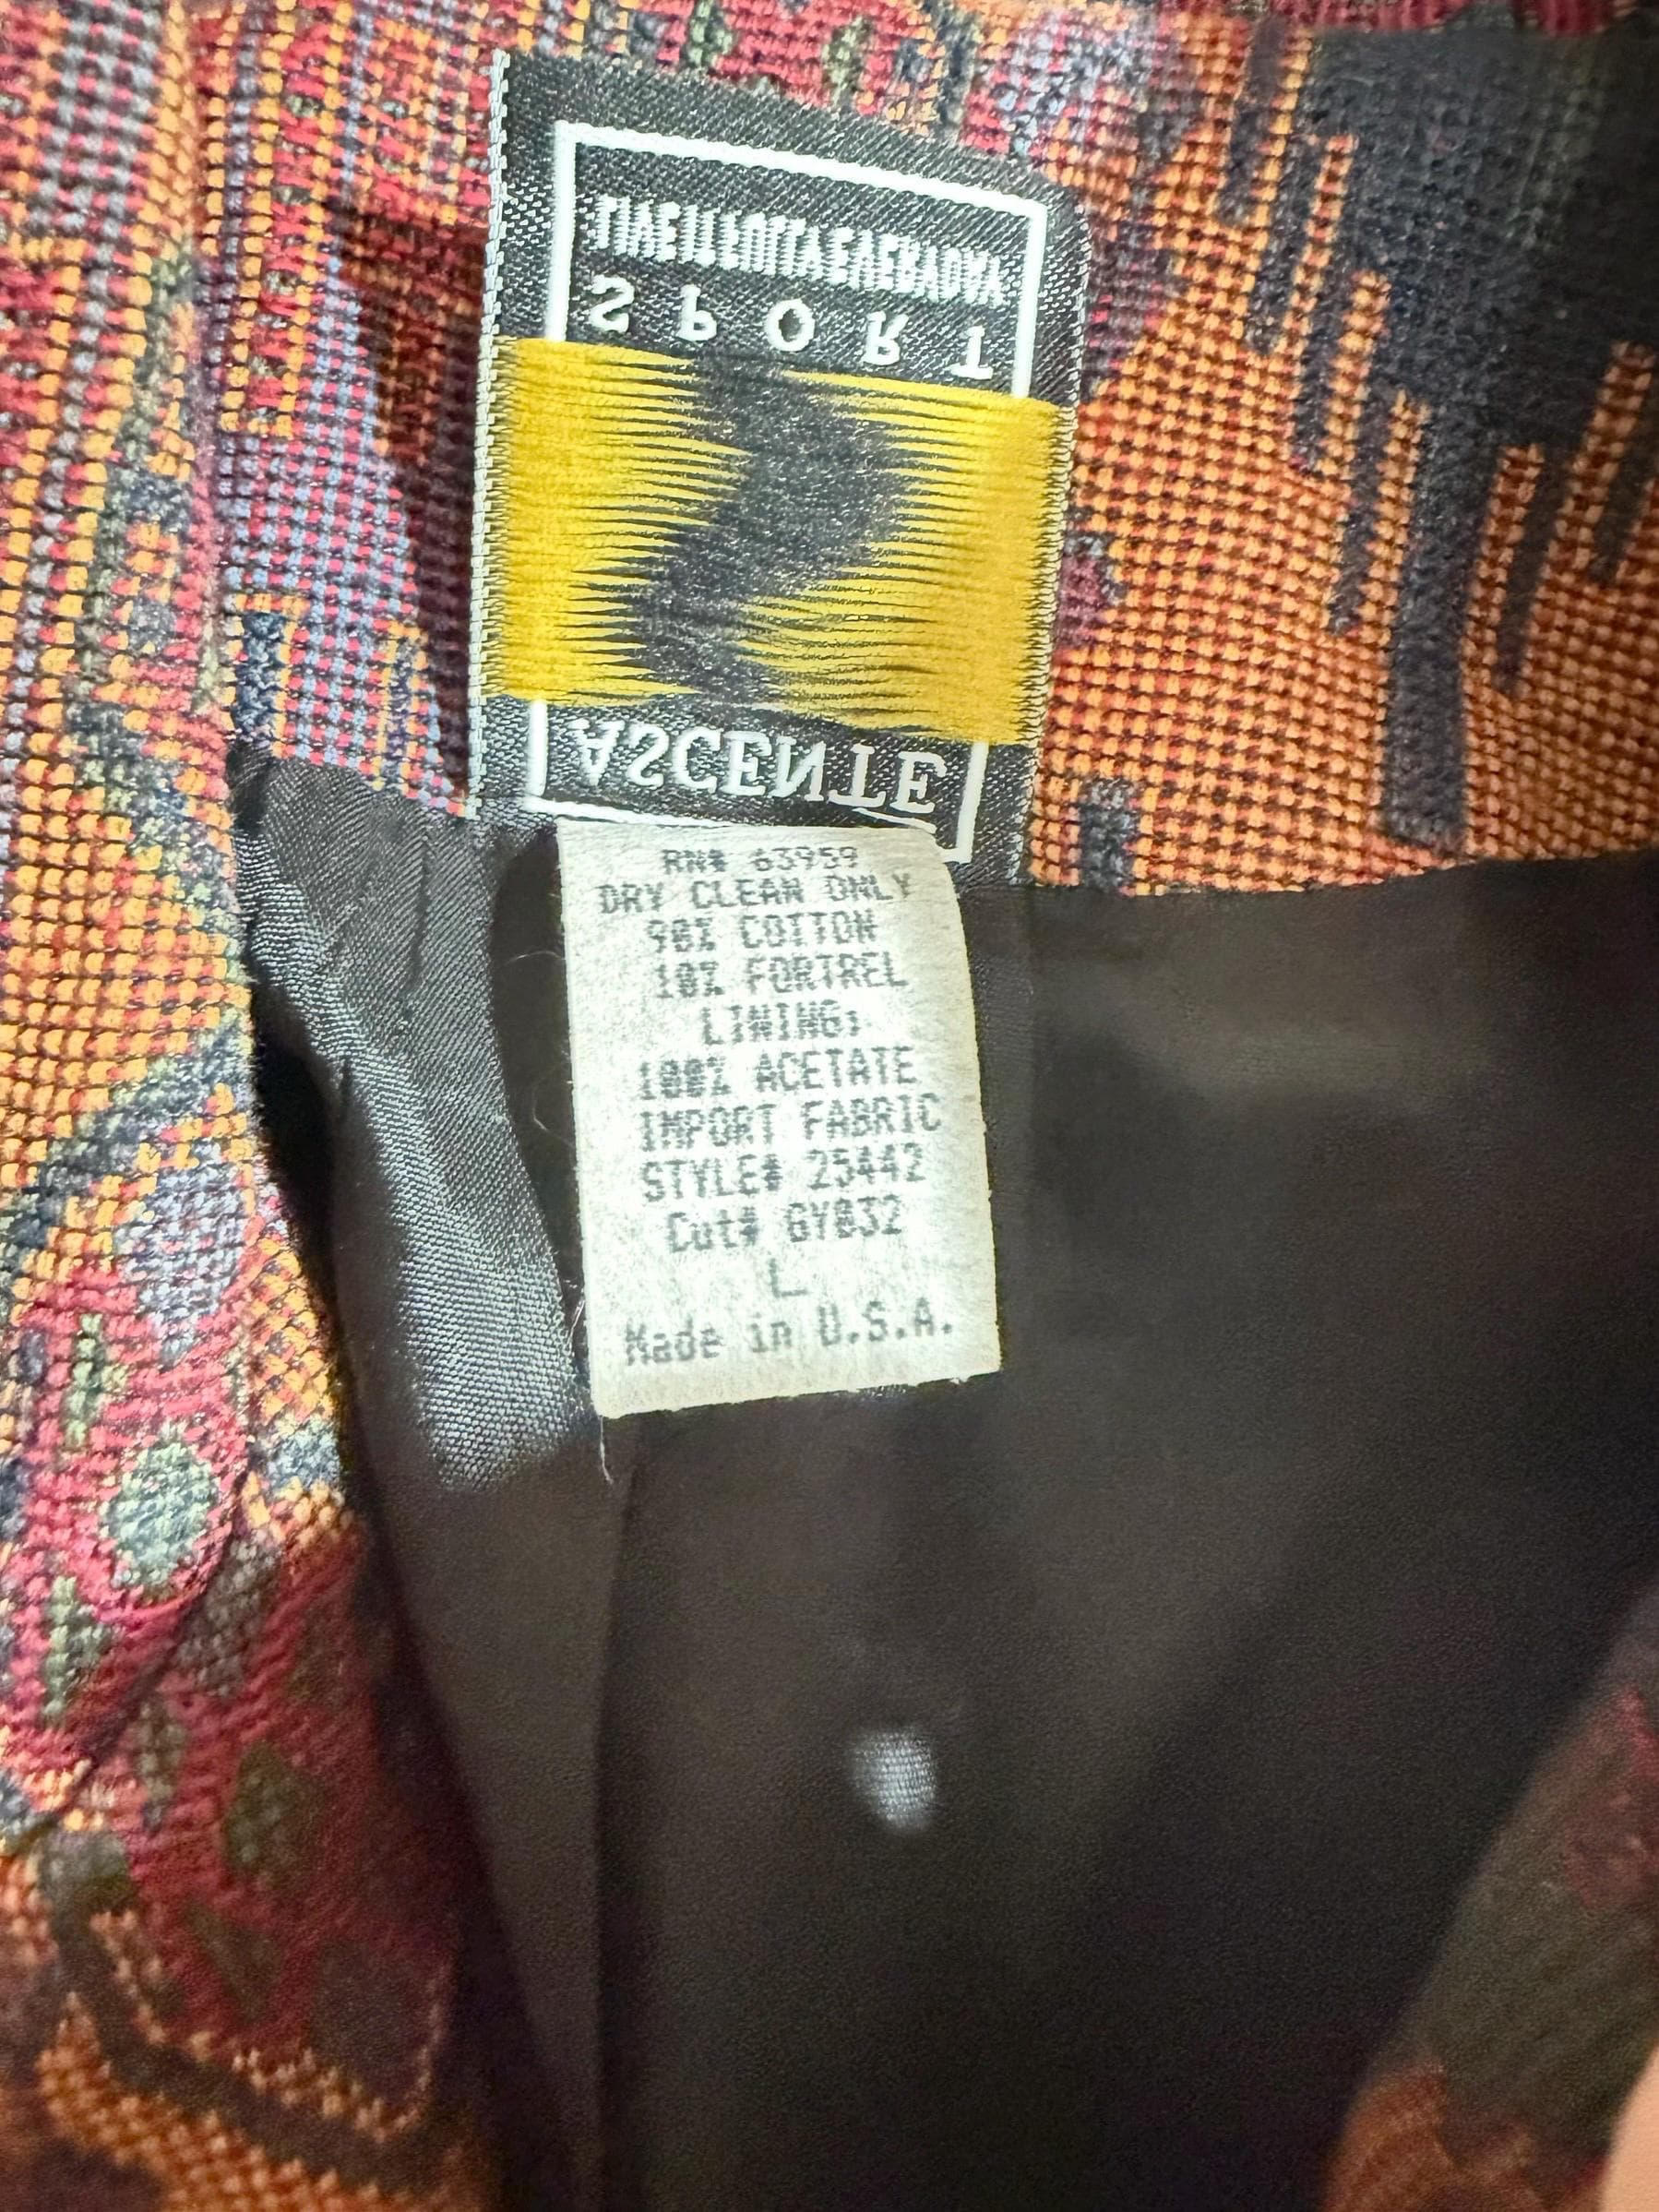 ASCENTE
SPORT
RN# 63959
DRY CLEAN ONLY
90% COTTON
10% FORTREL
LINING:
100% ACETATE
IMPORT FABRIC
STYLE# 25442
Cut# GY832
L
Made in U.S.A.